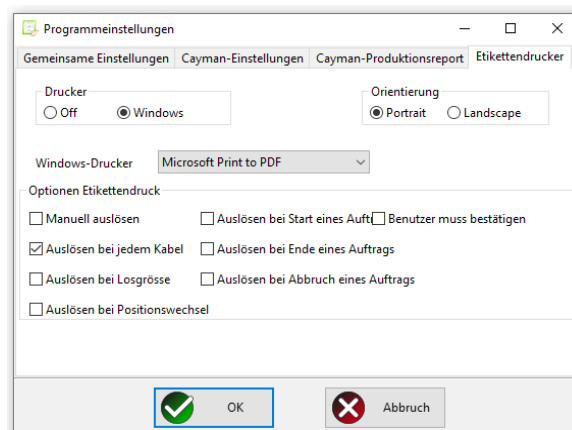 Programmeinstellungen
Gemeinsame Einstellungen Cayman-Einstellungen Cayman-Produktionsreport Etikettendrucker
Drucker Orientierung
Off Windows Portrait Landscape
Windows-Drucker Microsoft Print to PDF
Optionen Etikettendruck
Manuell auslösen Auslösen bei Start eines Auftr Benutzer muss bestätigen
Auslösen bei jedem Kabel Auslösen bei Ende eines Auftrags
Auslösen bei Losgrösse Auslösen bei Abbruch eines Auftrags
Auslösen bei Positionswechsel
OK Abbruch